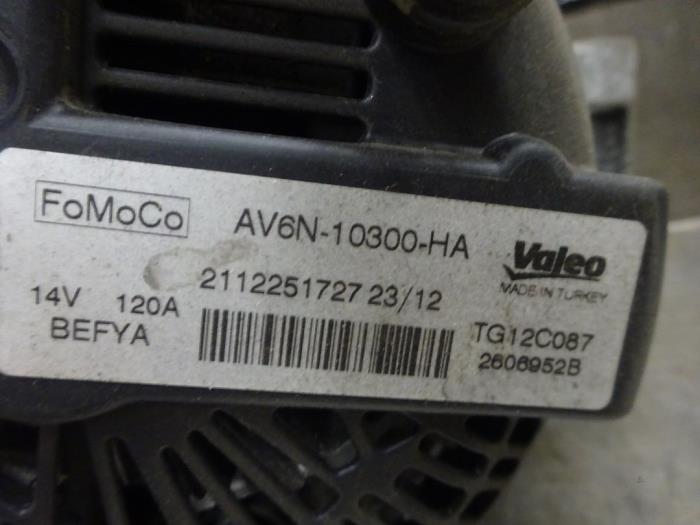 FoMoCo
AV6N-10300-HA
Valeo
MADE IN TURKEY
14V 120A
2112251727 23/12
BEFYA
TG12C087
2606952B